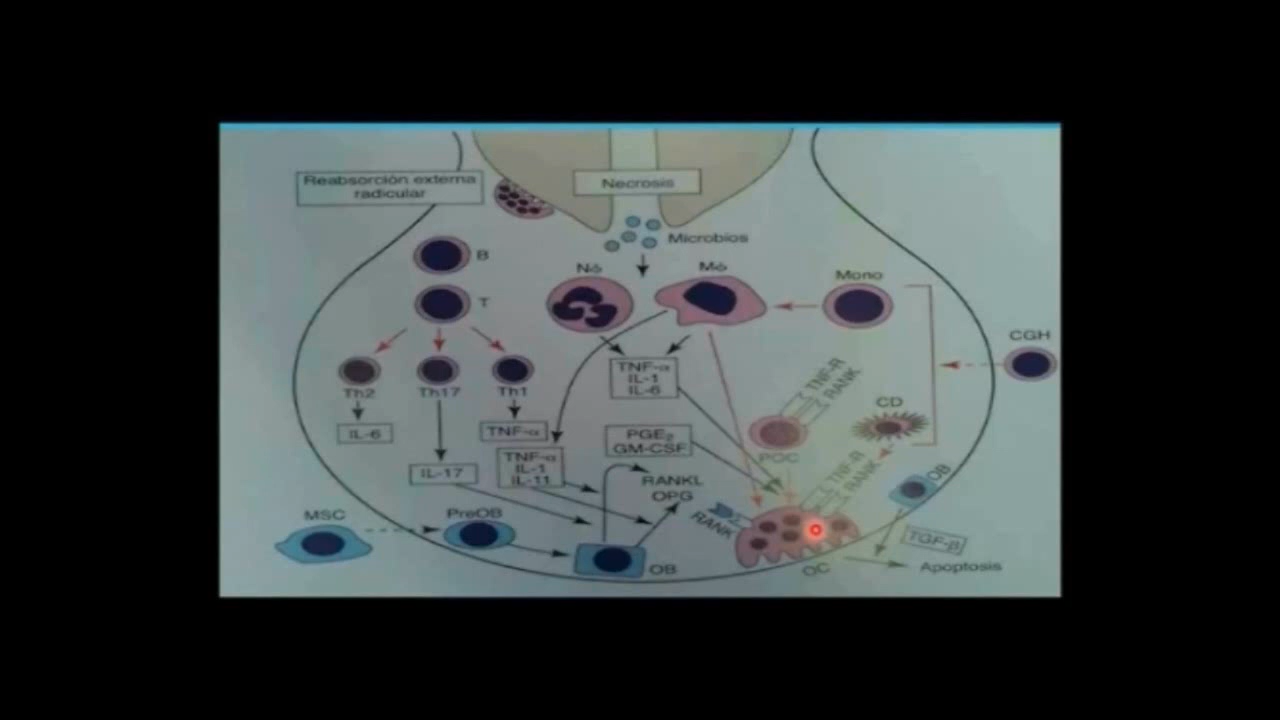 Reabsorción externa
radicular
Necrosis
Microbios
B
T
Nó
Mó
Mono
CGH
TNF-α
IL-1
IL-6
TNF-R
RANK
Th2
Th17
Th1
CD
IL-6
TNF-α
PGE₂
GM-CSF
POC
IL-17
TNF-α
IL-1
IL-11
RANKL
OPG
TNF-R
RANK
OB
MSC
PreOB
RANK
TGF-β
OB
OC
Apoptosis